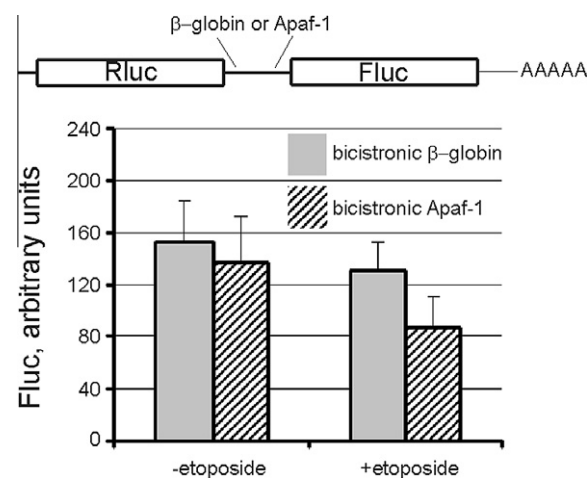 β–globin or Apaf-1
Rluc
Fluc
AAAAA
Fluc, arbitrary units
240
200
160
120
80
40
0
bicistronic β–globin
bicistronic Apaf-1
-etoposide
+etoposide